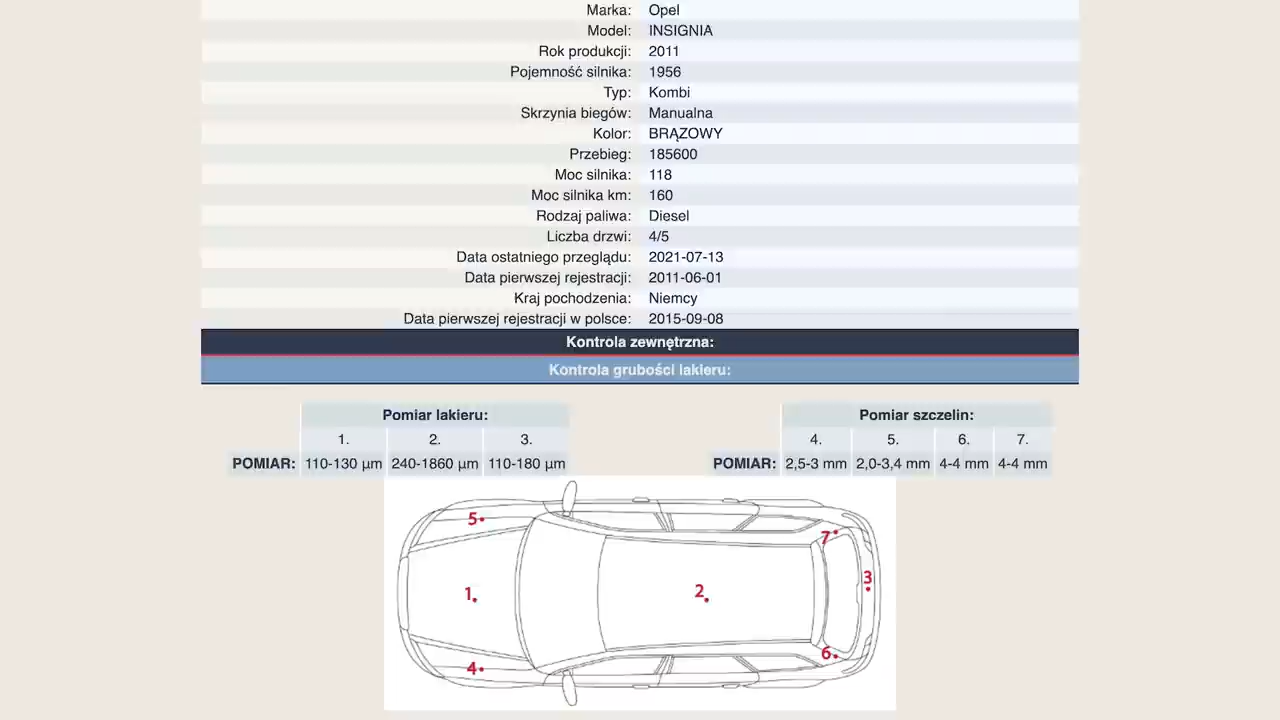 Marka: Opel
Model: INSIGNIA
Rok produkcji: 2011
Pojemność silnika: 1956
Typ: Kombi
Skrzynia biegów: Manualna
Kolor: BRĄZOWY
Przebieg: 185600
Moc silnika: 118
Moc silnika km: 160
Rodzaj paliwa: Diesel
Liczba drzwi: 4/5
Data ostatniego przeglądu: 2021-07-13
Data pierwszej rejestracji: 2011-06-01
Kraj pochodzenia: Niemcy
Data pierwszej rejestracji w polsce: 2015-09-08
Kontrola zewnętrzna:
Kontrola grubości lakieru:
Pomiar lakieru:
1. 2. 3.
POMIAR: 110-130 µm 240-1860 µm 110-180 µm
Pomiar szczelin:
4. 5. 6. 7.
POMIAR: 2,5-3 mm 2,0-3,4 mm 4-4 mm 4-4 mm
5
7
3
1
2
6
4